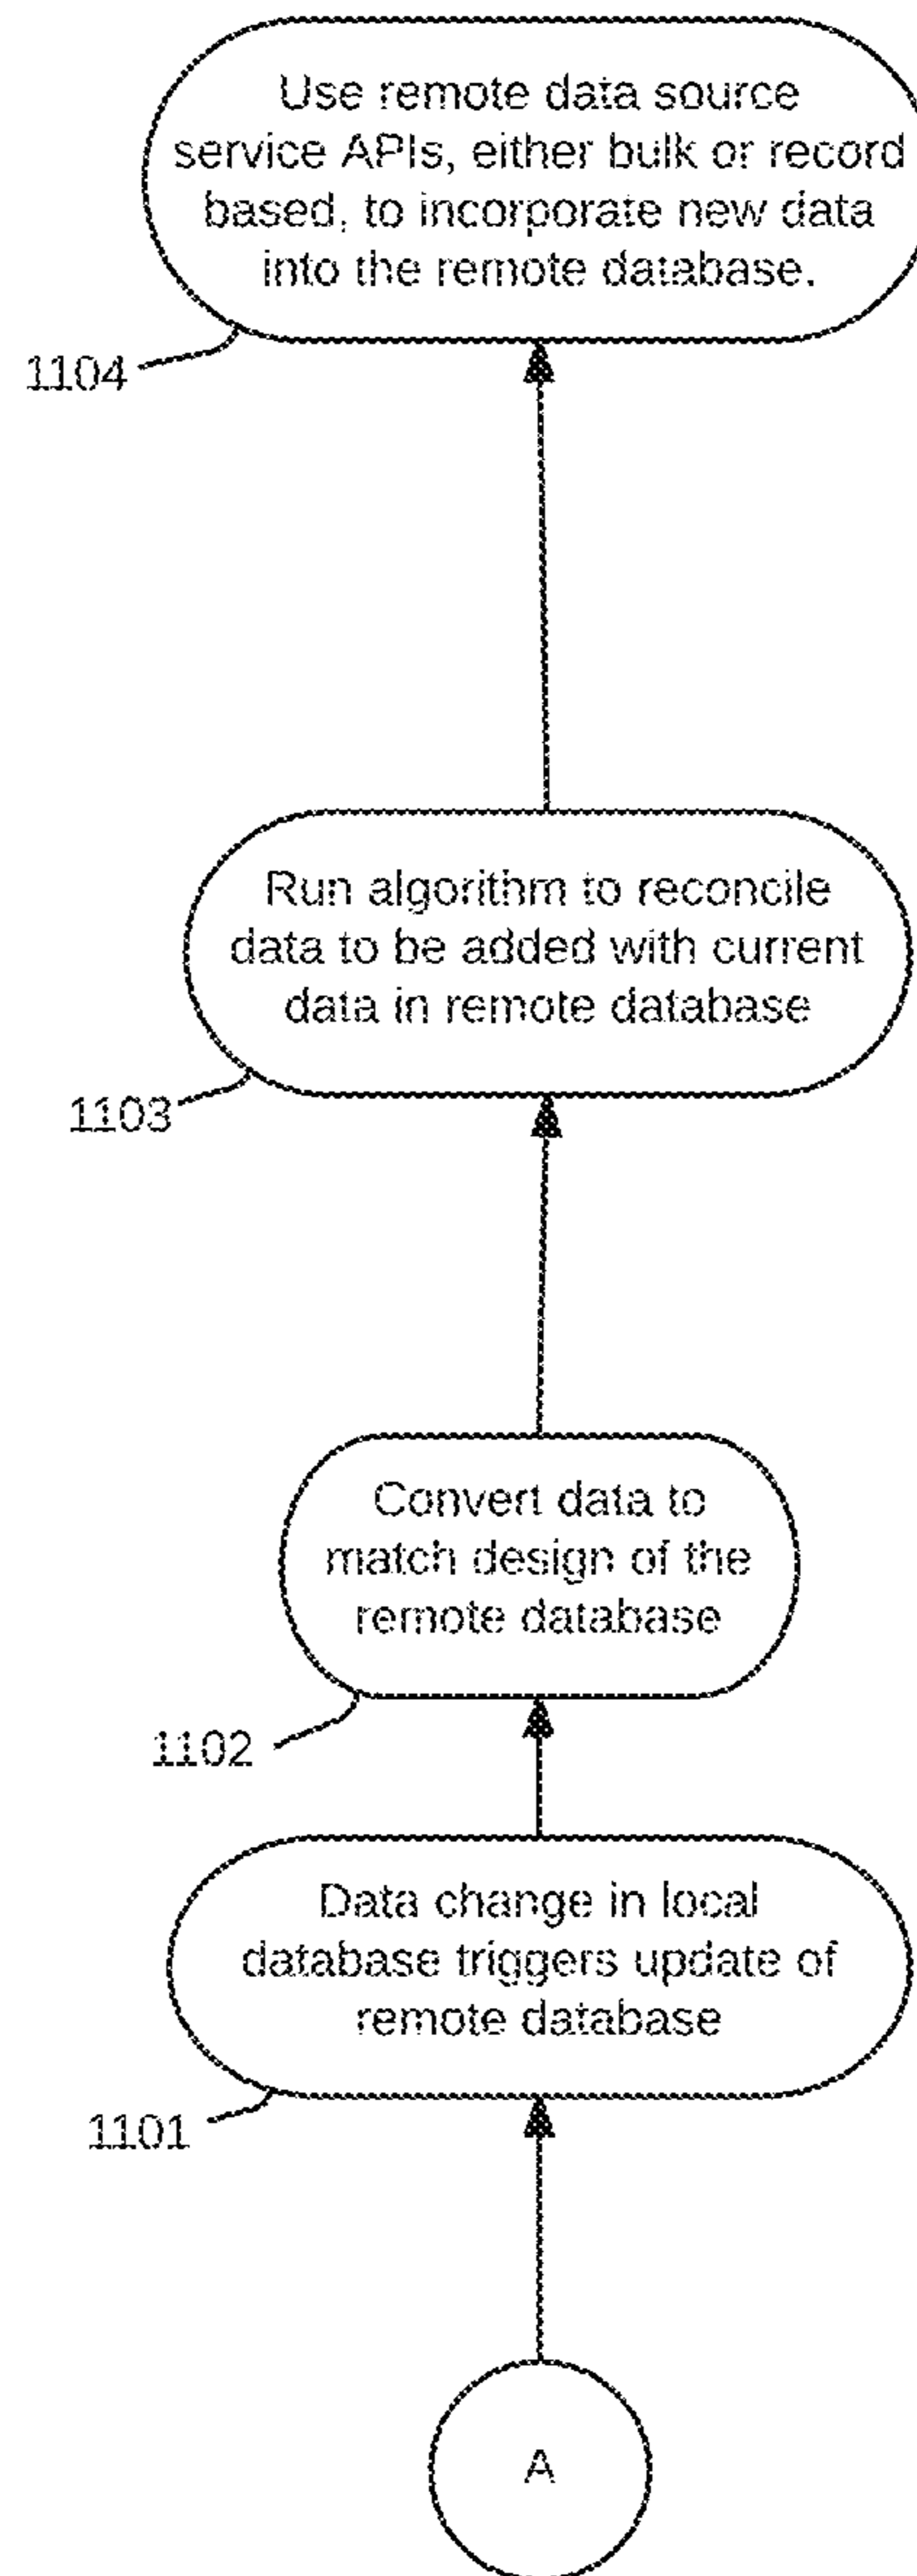 Use remote data source
service APIs, either bulk or record
based, to incorporate new data
into the remote database.
1104
Run algorithm to reconcile
data to be added with current
data in remote database
1103
Convert data to
match design of the
remote database
1102
Data change in local
database triggers update of
remote database
1101
A